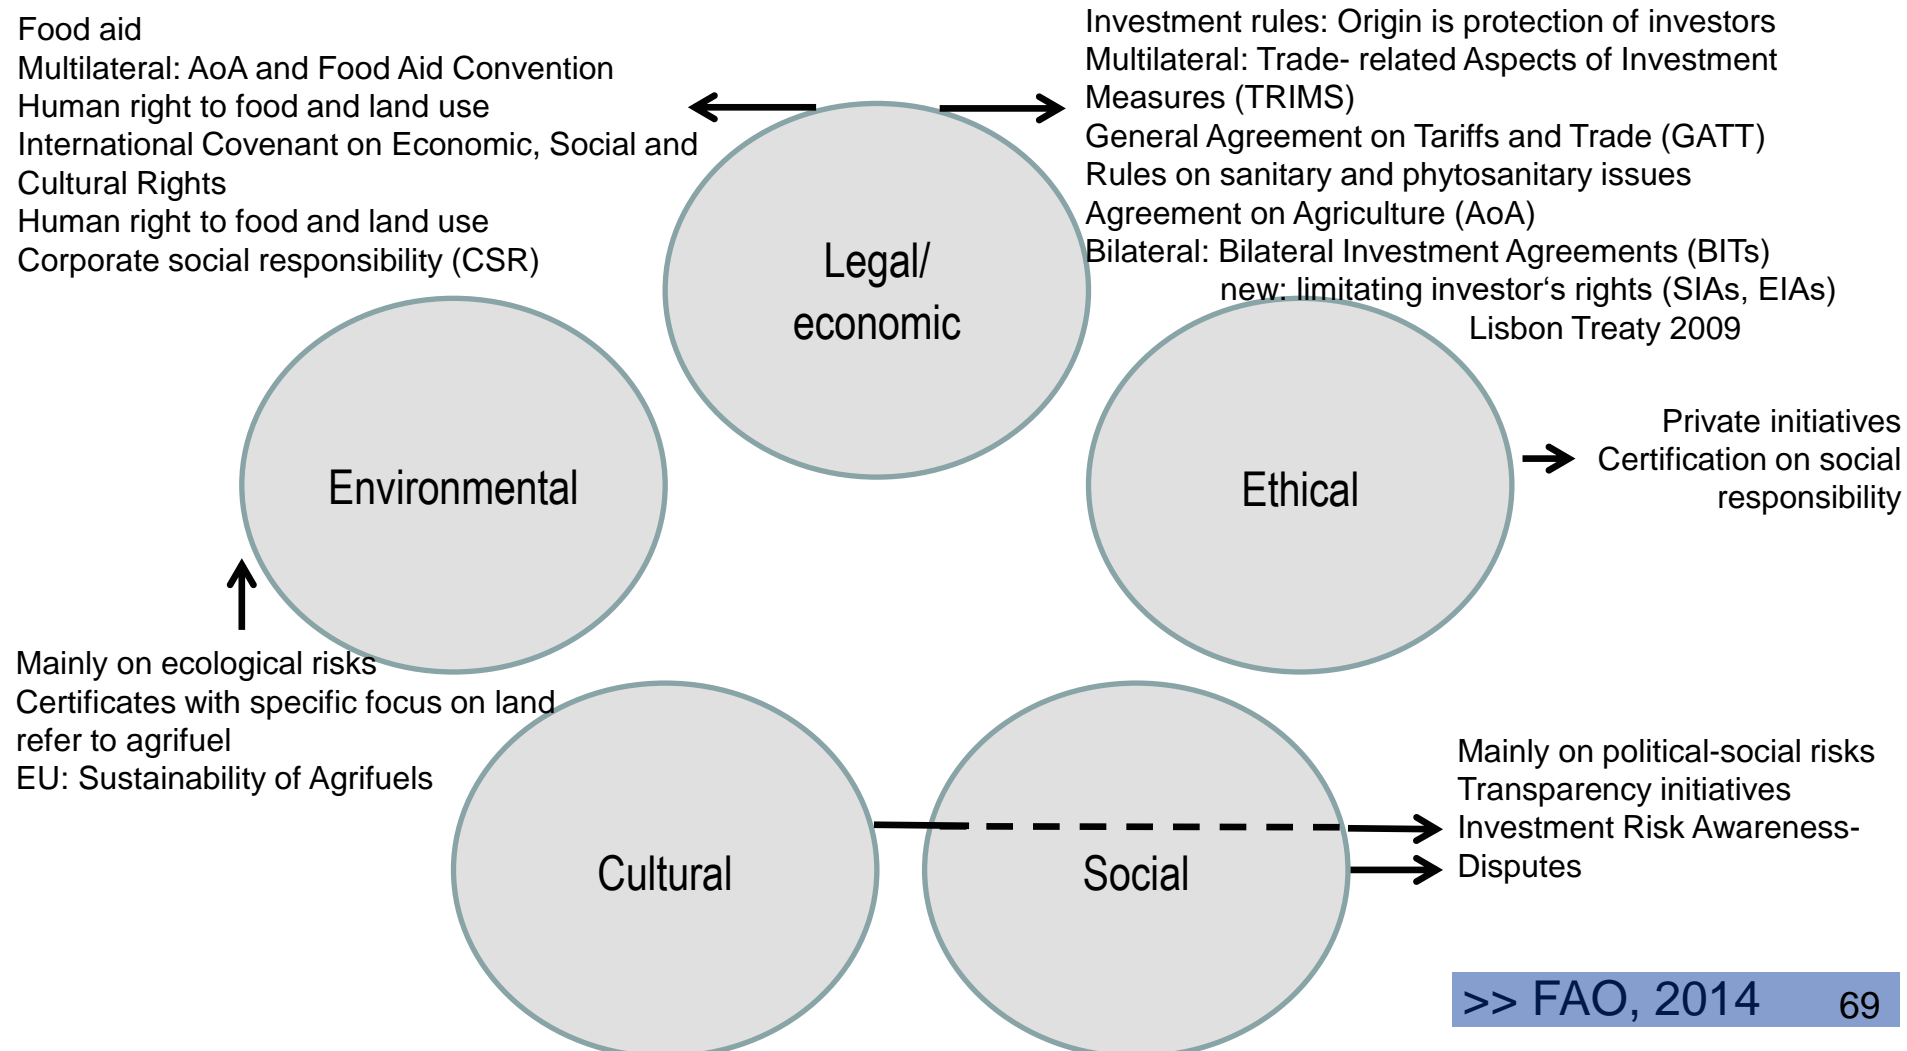 Food aid
Multilateral: AoA and Food Aid Convention
Human right to food and land use
International Covenant on Economic, Social and
Cultural Rights
Human right to food and land use
Corporate social responsibility (CSR)
Investment rules: Origin is protection of investors
Multilateral: Trade- related Aspects of Investment
Measures (TRIMS)
General Agreement on Tariffs and Trade (GATT)
Rules on sanitary and phytosanitary issues
Agreement on Agriculture (AoA)
Bilateral: Bilateral Investment Agreements (BITs)
new: limitating investor‘s rights (SIAs, EIAs)
Lisbon Treaty 2009
Legal/
economic
Environmental
Ethical
Private initiatives
Certification on social
responsibility
Mainly on ecological risks
Certificates with specific focus on land
refer to agrifuel
EU: Sustainability of Agrifuels
Cultural
Social
Mainly on political-social risks
Transparency initiatives
Investment Risk Awareness-
Disputes
>> FAO, 2014
69